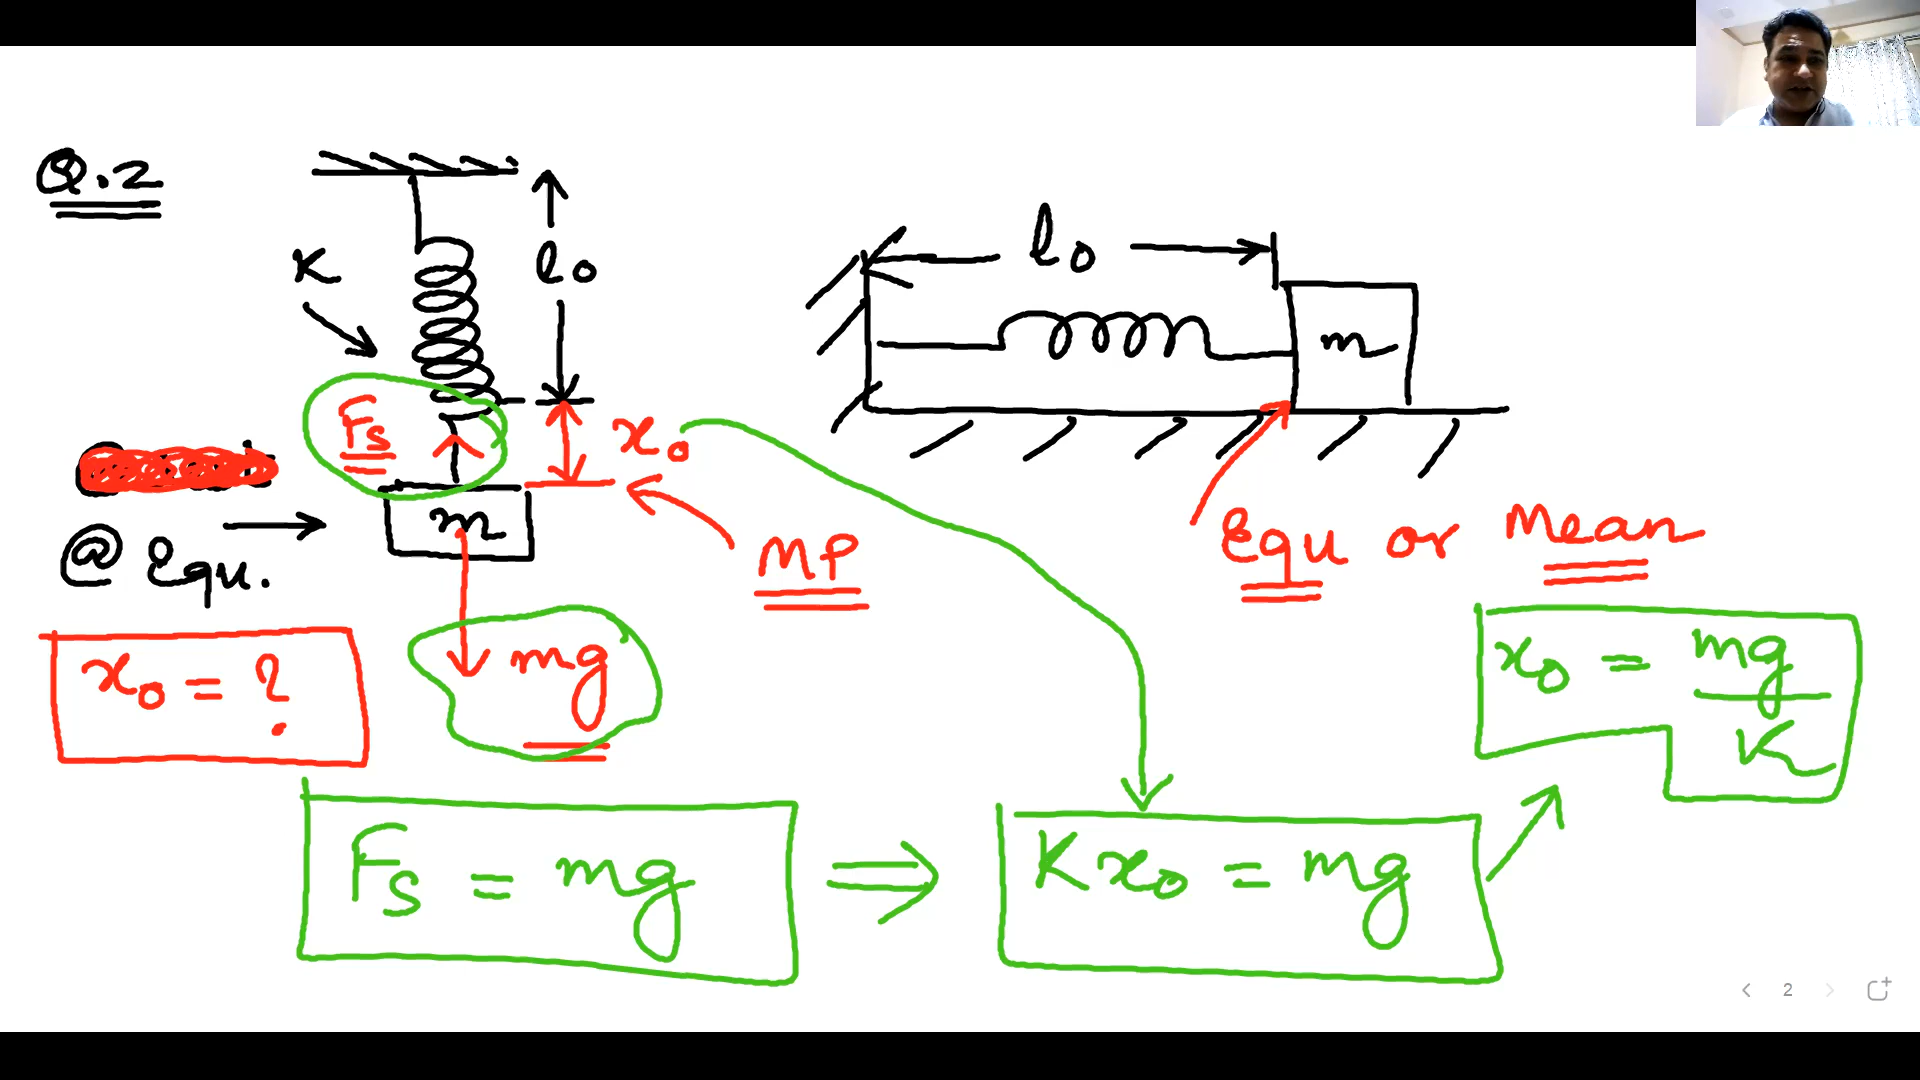 Q.2
K
l₀
l₀
m
Fs
x₀
m
@ Equ.
MP
Equ or Mean
x₀ = ?
mg
x₀ = mg/K
Fs = mg ⇒ Kx₀ = mg
2